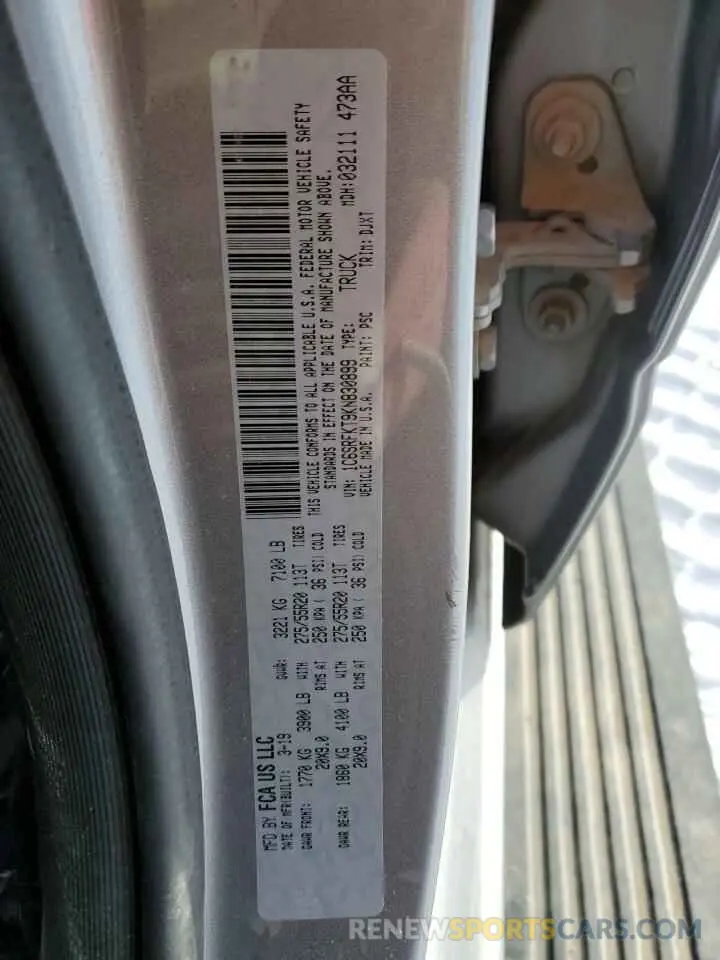 MFD BY FCA US LLC
DATE OF MFR(BUILT): 3-19 GVWR: 3221 KG 7100 LB
GAWR FRONT: 1770 KG 3900 LB WITH 275/55R20 113T TIRES
20X9.0 RIMS AT 250 KPA ( 36 PSI) COLD
GAWR REAR: 1860 KG 4100 LB WITH 275/55R20 113T TIRES
20X9.0 RIMS AT 250 KPA ( 36 PSI) COLD
THIS VEHICLE CONFORMS TO ALL APPLICABLE U.S.A. FEDERAL MOTOR VEHICLE SAFETY
STANDARDS IN EFFECT ON THE DATE OF MANUFACTURE SHOWN ABOVE.
VIN: 1C6SRFKT9KN830899 TYPE: TRUCK MDH:032111 473AA
VEHICLE MADE IN U.S.A. PAINT: PSC TRIM: DJXT
RENEWSPORTSCARS.COM